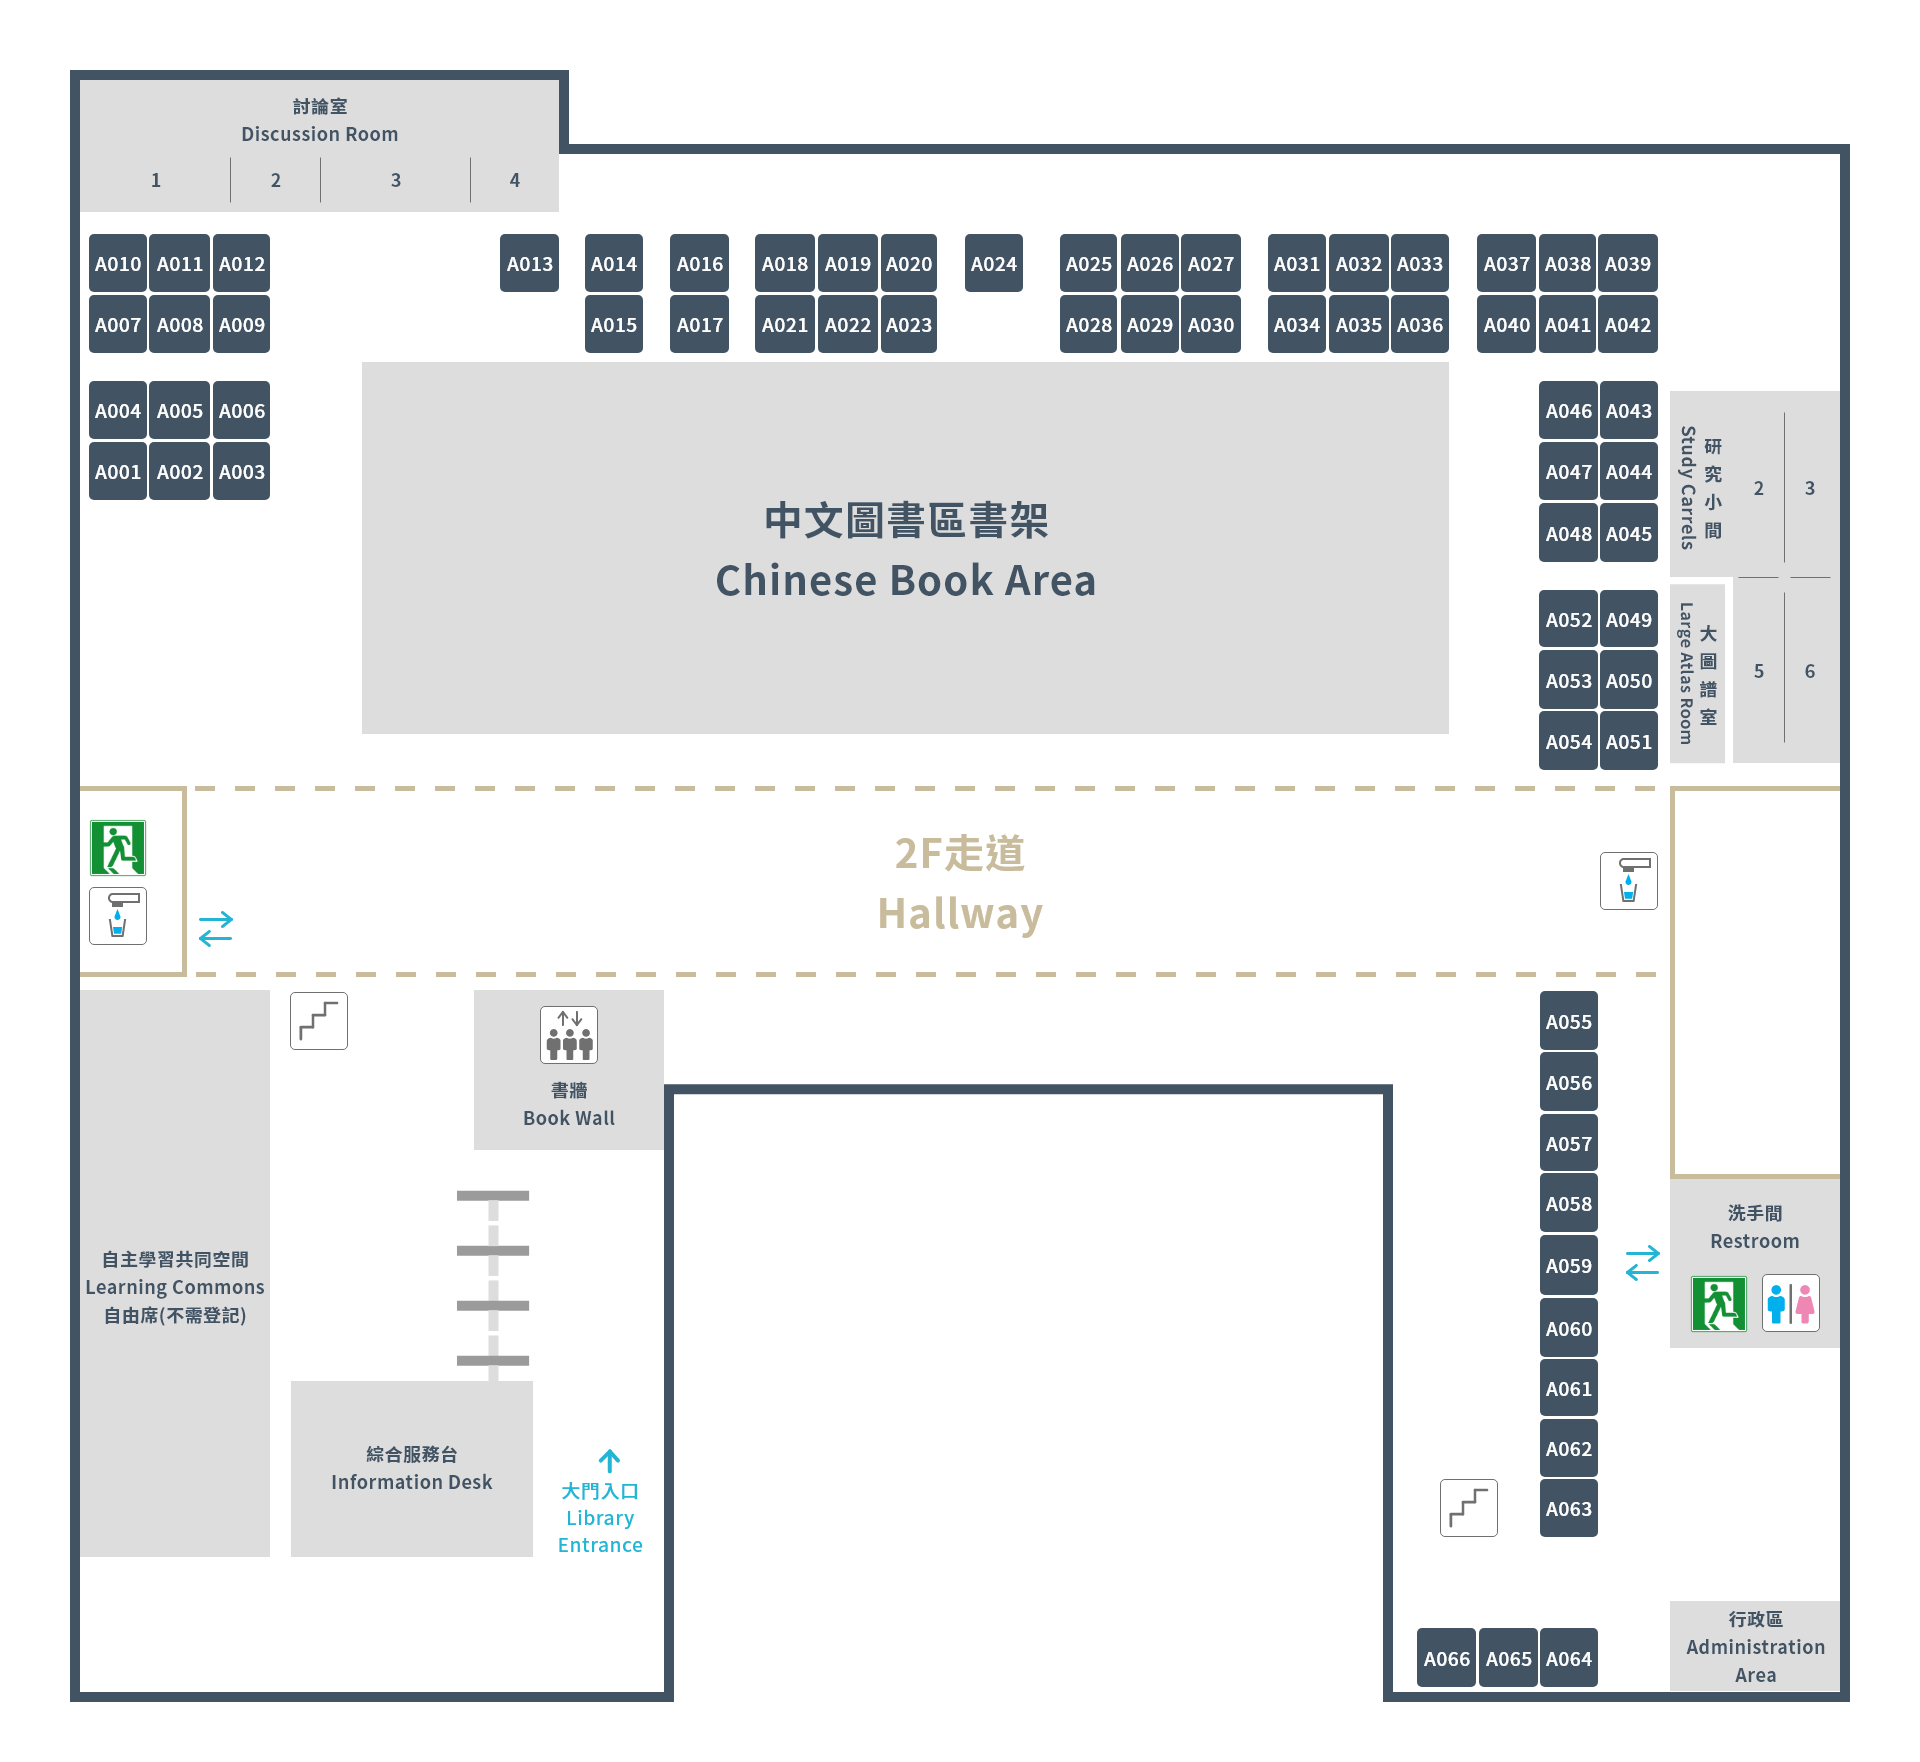 討論室
Discussion Room
1 2 3 4
A010 A011 A012 A013 A014 A016 A018 A019 A020 A024 A025 A026 A027 A031 A032 A033 A037 A038 A039
A007 A008 A009 A015 A017 A021 A022 A023 A028 A029 A030 A034 A035 A036 A040 A041 A042
A004 A005 A006
A001 A002 A003
中文圖書區書架
Chinese Book Area
A046 A043
A047 A044
A048 A045
研究小間
Study Carrels
2 3
A052 A049
A053 A050
A054 A051
大圖譜室
Large Atlas Room
5 6
2F走道
Hallway
書牆
Book Wall
自主學習共同空間
Learning Commons
自由席(不需登記)
綜合服務台
Information Desk
大門入口
Library
Entrance
A055
A056
A057
A058
A059
A060
A061
A062
A063
洗手間
Restroom
A066 A065 A064
行政區
Administration
Area